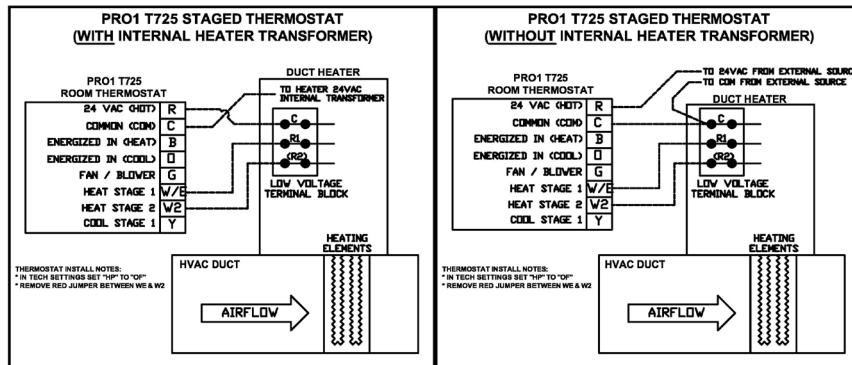 PRO1 T725 STAGED THERMOSTAT
(WITH INTERNAL HEATER TRANSFORMER)
DUCT HEATER
TO HEATER 24VAC
INTERNAL TRANSFORMER
PRO1 T725
ROOM THERMOSTAT
24 VAC (HOT) R
COMMON (COM) C
ENERGIZED IN (HEAT) B
ENERGIZED IN (COOL) O
FAN / BLOWER G
HEAT STAGE 1 W/E
HEAT STAGE 2 W2
COOL STAGE 1 Y
C
R1
(R2)
LOW VOLTAGE
TERMINAL BLOCK
HEATING
ELEMENTS
THERMOSTAT INSTALL NOTES:
* IN TECH SETTINGS SET "HP" TO "OF"
* REMOVE RED JUMPER BETWEEN WE & W2
HVAC DUCT
AIRFLOW
PRO1 T725 STAGED THERMOSTAT
(WITHOUT INTERNAL HEATER TRANSFORMER)
TO 24VAC FROM EXTERNAL SOURC
TO COM FROM EXTERNAL SOURCE
DUCT HEATER
PRO1 T725
ROOM THERMOSTAT
24 VAC (HOT) R
COMMON (COM) C
ENERGIZED IN (HEAT) B
ENERGIZED IN (COOL) O
FAN / BLOWER G
HEAT STAGE 1 W/E
HEAT STAGE 2 W2
COOL STAGE 1 Y
C
R1
(R2)
LOW VOLTAGE
TERMINAL BLOCK
HEATING
ELEMENTS
THERMOSTAT INSTALL NOTES:
* IN TECH SETTINGS SET "HP" TO "OF"
* REMOVE RED JUMPER BETWEEN WE & W2
HVAC DUCT
AIRFLOW